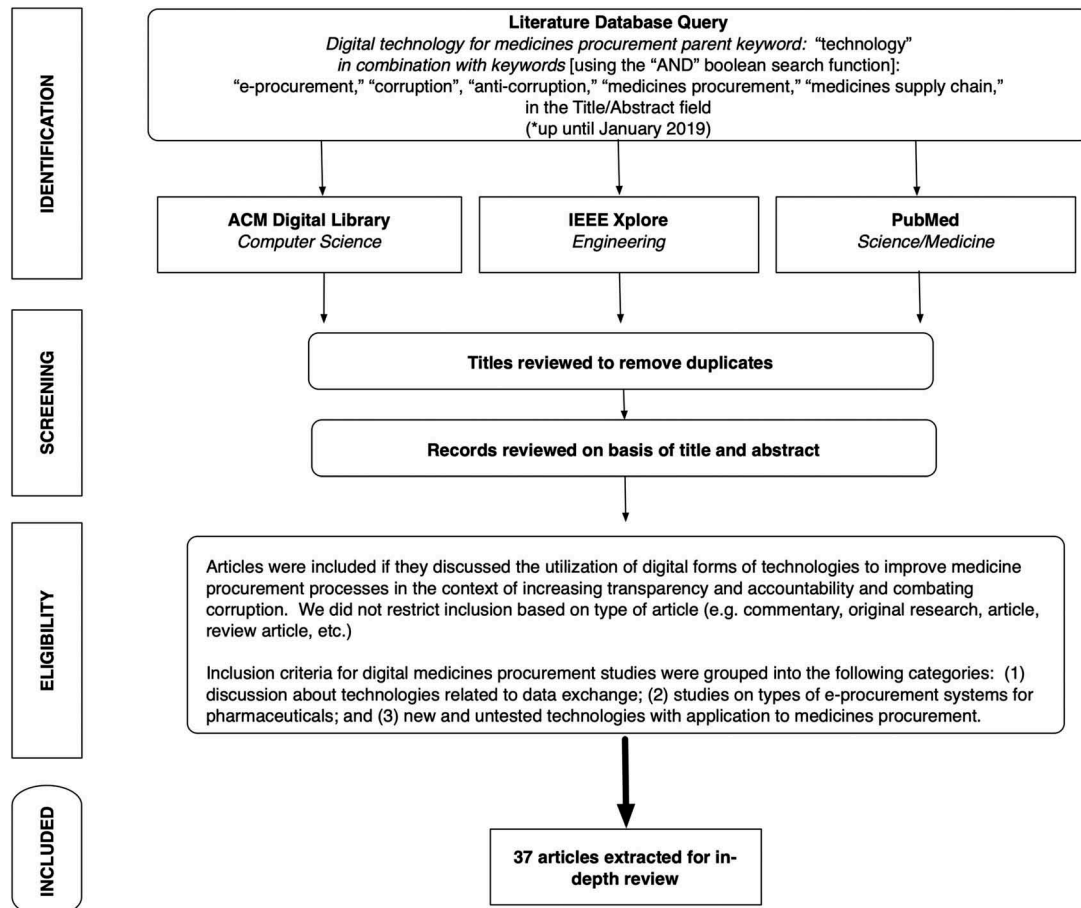 IDENTIFICATION
Literature Database Query
Digital technology for medicines procurement parent keyword: “technology”
in combination with keywords [using the “AND” boolean search function]:
“e-procurement,” “corruption”, “anti-corruption,” “medicines procurement,” “medicines supply chain,”
in the Title/Abstract field
(*up until January 2019)
ACM Digital Library
Computer Science
IEEE Xplore
Engineering
PubMed
Science/Medicine
SCREENING
Titles reviewed to remove duplicates
Records reviewed on basis of title and abstract
ELIGIBILITY
Articles were included if they discussed the utilization of digital forms of technologies to improve medicine
procurement processes in the context of increasing transparency and accountability and combating
corruption. We did not restrict inclusion based on type of article (e.g. commentary, original research, article,
review article, etc.)
Inclusion criteria for digital medicines procurement studies were grouped into the following categories: (1)
discussion about technologies related to data exchange; (2) studies on types of e-procurement systems for
pharmaceuticals; and (3) new and untested technologies with application to medicines procurement.
INCLUDED
37 articles extracted for in-
depth review